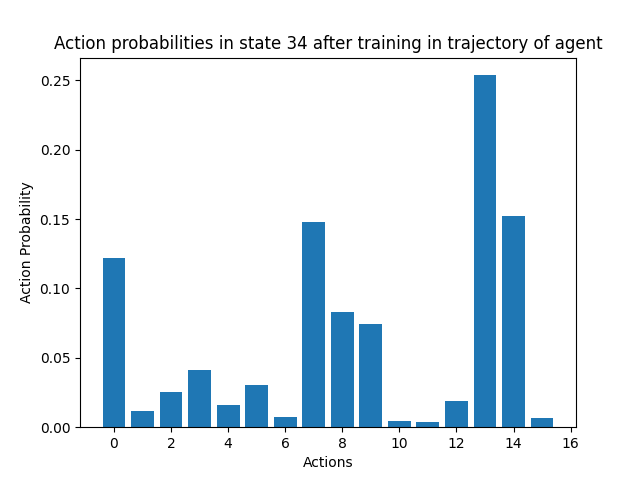 Action probabilities in state 34 after training in trajectory of agent
0.25
0.20
0.15
0.10
0.05
0.00
Action Probability
0 2 4 6 8 10 12 14 16
Actions